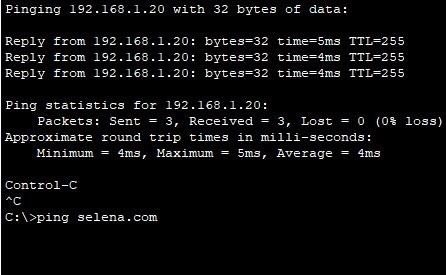 Pinging 192.168.1.20 with 32 bytes of data:
Reply from 192.168.1.20: bytes=32 time=5ms TTL=255
Reply from 192.168.1.20: bytes=32 time=4ms TTL=255
Reply from 192.168.1.20: bytes=32 time=4ms TTL=255
Ping statistics for 192.168.1.20:
    Packets: Sent = 3, Received = 3, Lost = 0 (0% loss)
Approximate round trip times in milli-seconds:
    Minimum = 4ms, Maximum = 5ms, Average = 4ms
Control-C
^C
C:\>ping selena.com